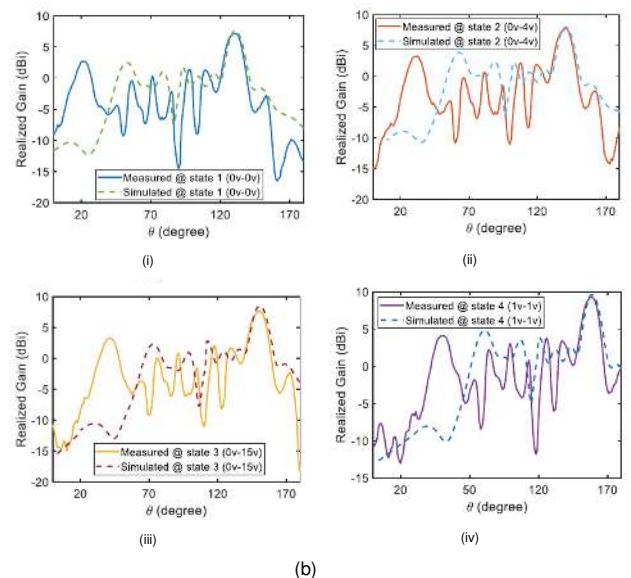 10
5
0
-5
-10
-15
-20
Realized Gain (dBi)
Measured @ state 1 (0v-0v)
Simulated @ state 1 (0v-0v)
20
70
120
170
θ (degree)
(i)
10
5
0
-5
-10
-15
-20
Realized Gain (dBi)
Measured @ state 2 (0v-4v)
Simulated @ state 2 (0v-4v)
20
70
120
170
θ (degree)
(ii)
10
5
0
-5
-10
-15
-20
Realized Gain (dBi)
Measured @ state 3 (0v-15v)
Simulated @ state 3 (0v-15v)
20
70
120
170
θ (degree)
(iii)
10
5
0
-5
-10
-15
Realized Gain (dBi)
Measured @ state 4 (1v-1v)
Simulated @ state 4 (1v-1v)
20
50
120
170
θ (degree)
(iv)
(b)